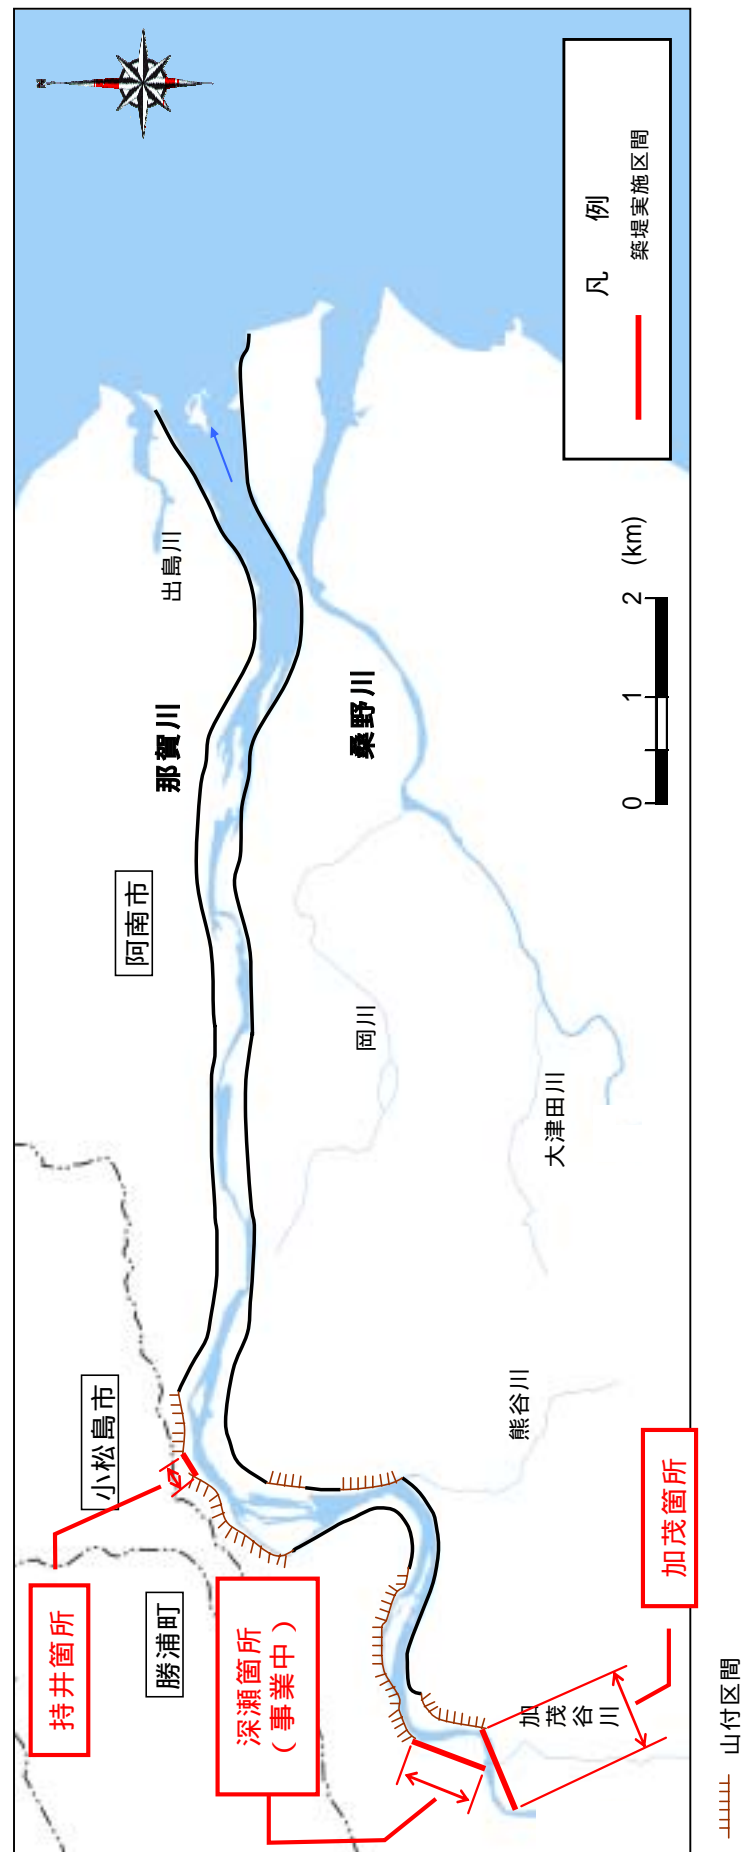 N
凡　例
築堤実施区間
出島川
那賀川
桑野川
0 1 2 (km)
阿南市
岡川
大津田川
小松島市
熊谷川
持井箇所
勝浦町
深瀬箇所
(事業中)
加茂箇所
加茂谷川
山付区間